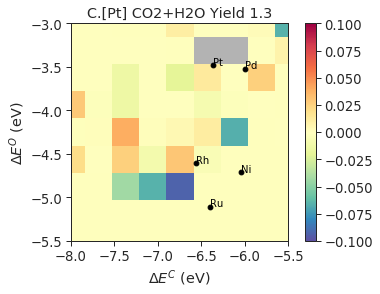 C.[Pt] CO2+H2O Yield 1.3
ΔE^O (eV)
−3.0
−3.5
−4.0
−4.5
−5.0
−5.5
Pt
Pd
Rh
Ni
Ru
−8.0 −7.5 −7.0 −6.5 −6.0 −5.5
ΔE^C (eV)
0.100
0.075
0.050
0.025
0.000
−0.025
−0.050
−0.075
−0.100